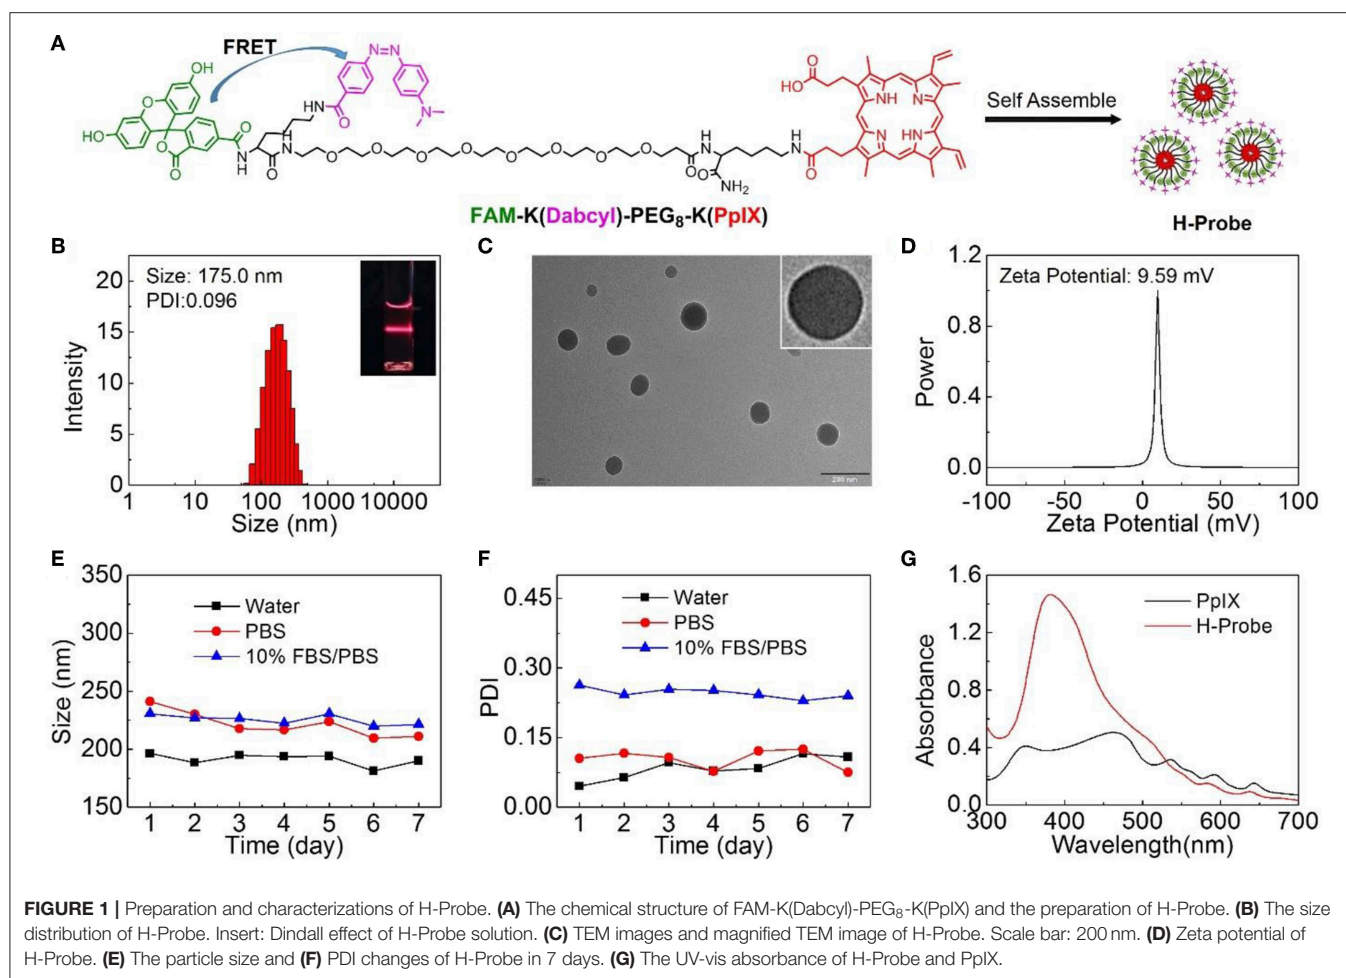 A
FRET
OH
HO
O
O
O
O
N=N
N
HN
O
N
H
O
H
N
O
O
O
O
O
O
O
O
O
H
N
O
NH₂
H
N
O
HO
O
NH
N
N
HN
Self Assemble
FAM-K(Dabcyl)-PEG₈-K(PpIX)
H-Probe
B
Size: 175.0 nm
PDI:0.096
Intensity
20
15
10
5
0
1
10
100
1000
10000
Size (nm)
C
200 nm
D
Zeta Potential: 9.59 mV
Power
1.2
0.8
0.4
0.0
-100
-50
0
50
100
Zeta Potential (mV)
E
Water
PBS
10% FBS/PBS
Size (nm)
350
300
250
200
150
1 2 3 4 5 6 7
Time (day)
F
Water
PBS
10% FBS/PBS
PDI
0.45
0.30
0.15
0.00
1 2 3 4 5 6 7
Time (day)
G
PpIX
H-Probe
Absorbance
1.6
1.2
0.8
0.4
0.0
300 400 500 600 700
Wavelength(nm)
FIGURE 1 | Preparation and characterizations of H-Probe. (A) The chemical structure of FAM-K(Dabcyl)-PEG₈-K(PpIX) and the preparation of H-Probe. (B) The size
distribution of H-Probe. Insert: Dindall effect of H-Probe solution. (C) TEM images and magnified TEM image of H-Probe. Scale bar: 200 nm. (D) Zeta potential of
H-Probe. (E) The particle size and (F) PDI changes of H-Probe in 7 days. (G) The UV-vis absorbance of H-Probe and PpIX.